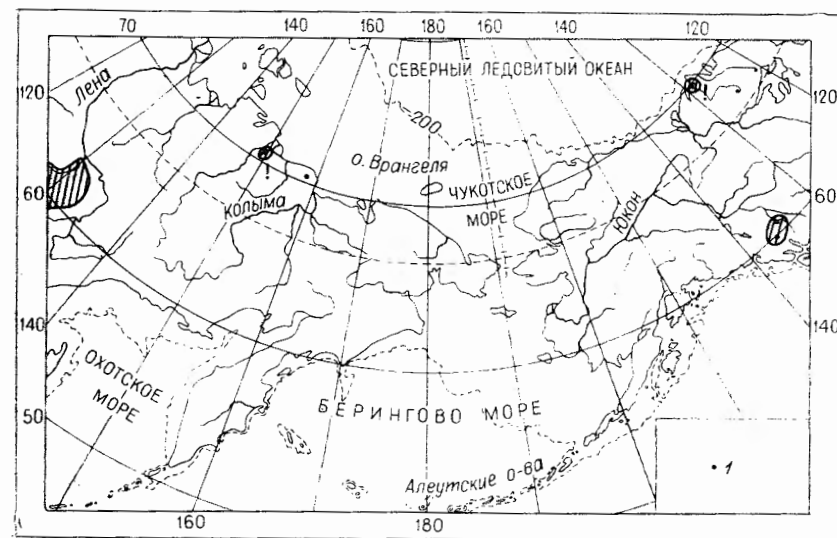 70 140 160 180 160 140 120
СЕВЕРНЫЙ ЛЕДОВИТЫЙ ОКЕАН
120
Лена
!
120
-200
о. Врангеля
!
60
Колыма
ЧУКОТСКОЕ
МОРЕ
Юкон
60
140
140
ОХОТСКОЕ
МОРЕ
50
БЕРИНГОВО МОРЕ
Алеутские о-ва
1
160 180